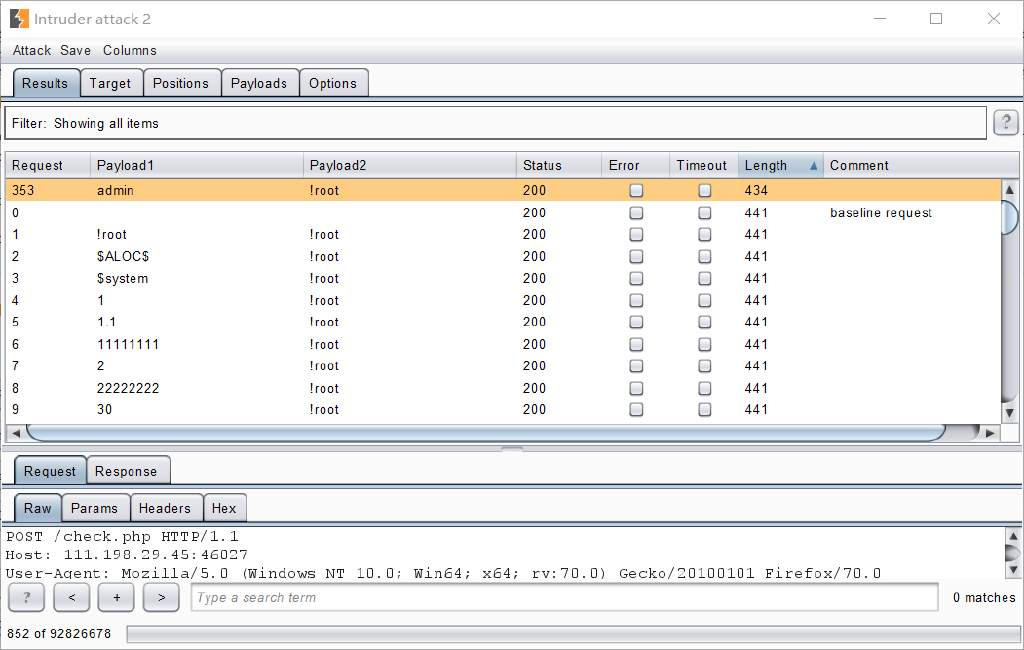 Intruder attack 2
Attack Save Columns
Results Target Positions Payloads Options
Filter: Showing all items ?
Request Payload1 Payload2 Status Error Timeout Length Comment
353 admin !root 200 434
0 200 441 baseline request
1 !root !root 200 441
2 $ALOC$ !root 200 441
3 $system !root 200 441
4 1 !root 200 441
5 1.1 !root 200 441
6 11111111 !root 200 441
7 2 !root 200 441
8 22222222 !root 200 441
9 30 !root 200 441
Request Response
Raw Params Headers Hex
POST /check.php HTTP/1.1
Host: 111.198.29.45:46027
User-Agent: Mozilla/5.0 (Windows NT 10.0; Win64; x64; rv:70.0) Gecko/20100101 Firefox/70.0
? < + > Type a search term 0 matches
852 of 92826678